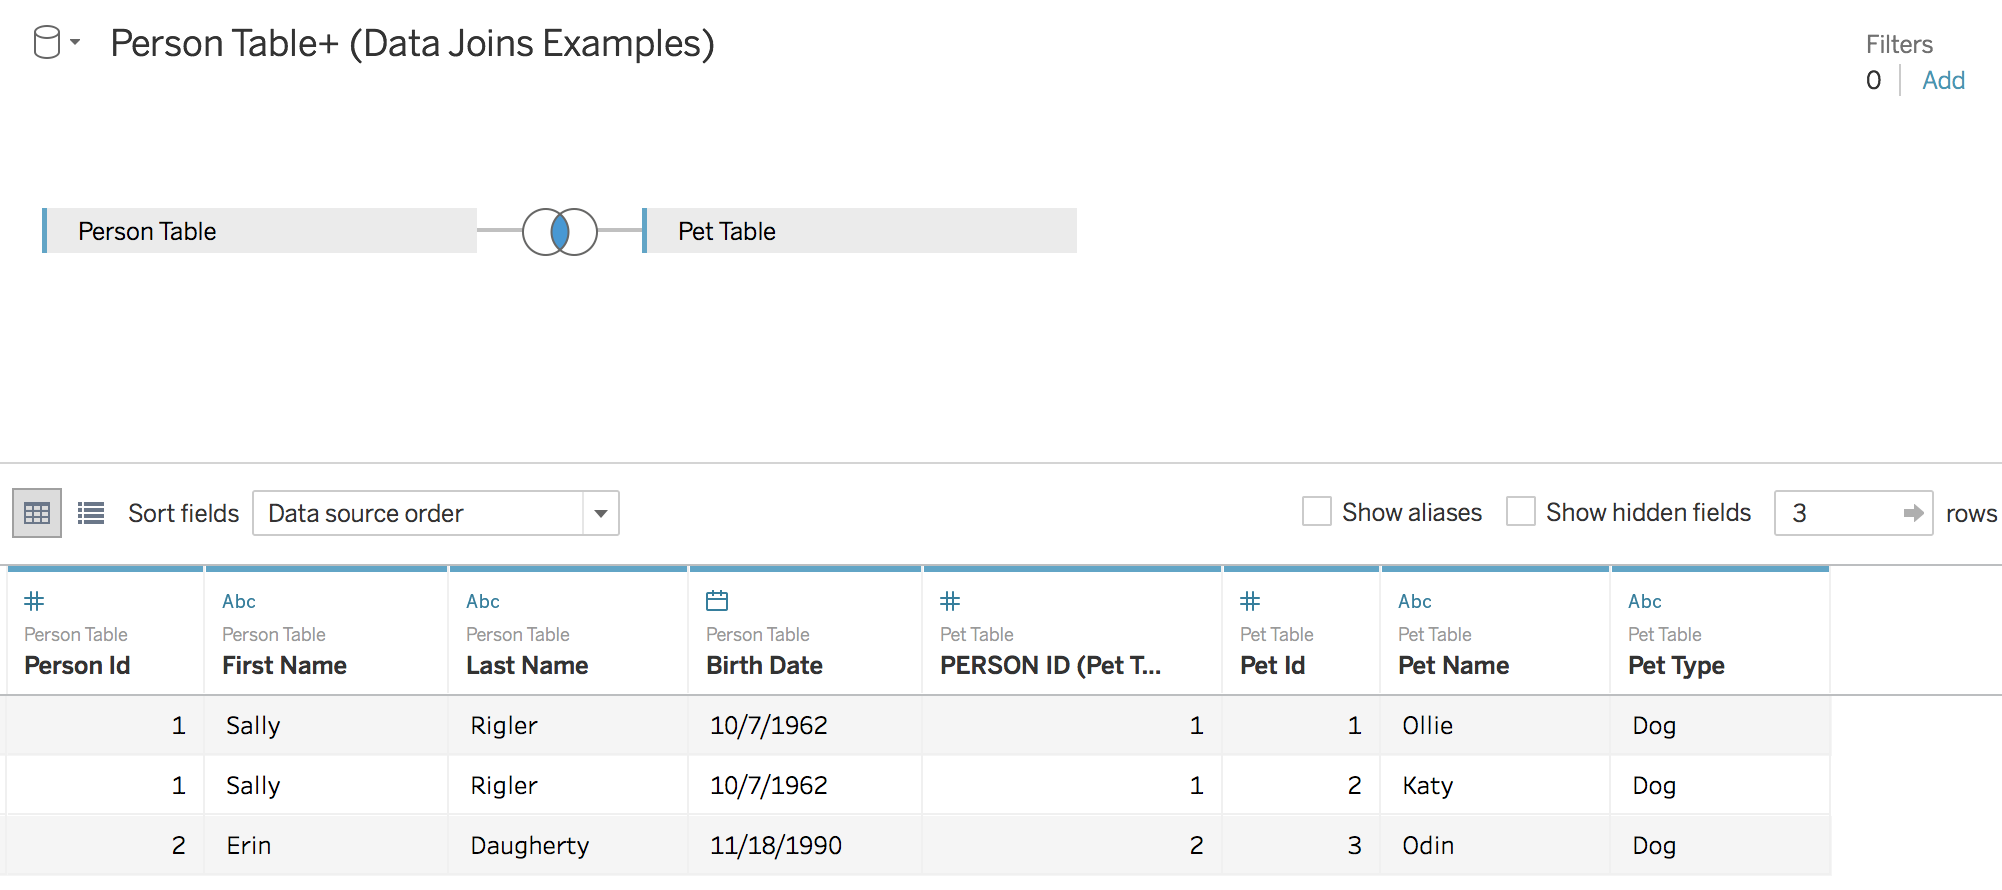 Person Table+ (Data Joins Examples)
Filters
0 Add
Person Table Pet Table
Sort fields Data source order Show aliases Show hidden fields 3 rows
# Abc Abc # # Abc Abc
Person Table Person Table Person Table Person Table Pet Table Pet Table Pet Table Pet Table
Person Id First Name Last Name Birth Date PERSON ID (Pet T... Pet Id Pet Name Pet Type
1 Sally Rigler 10/7/1962 1 1 Ollie Dog
1 Sally Rigler 10/7/1962 1 2 Katy Dog
2 Erin Daugherty 11/18/1990 2 3 Odin Dog